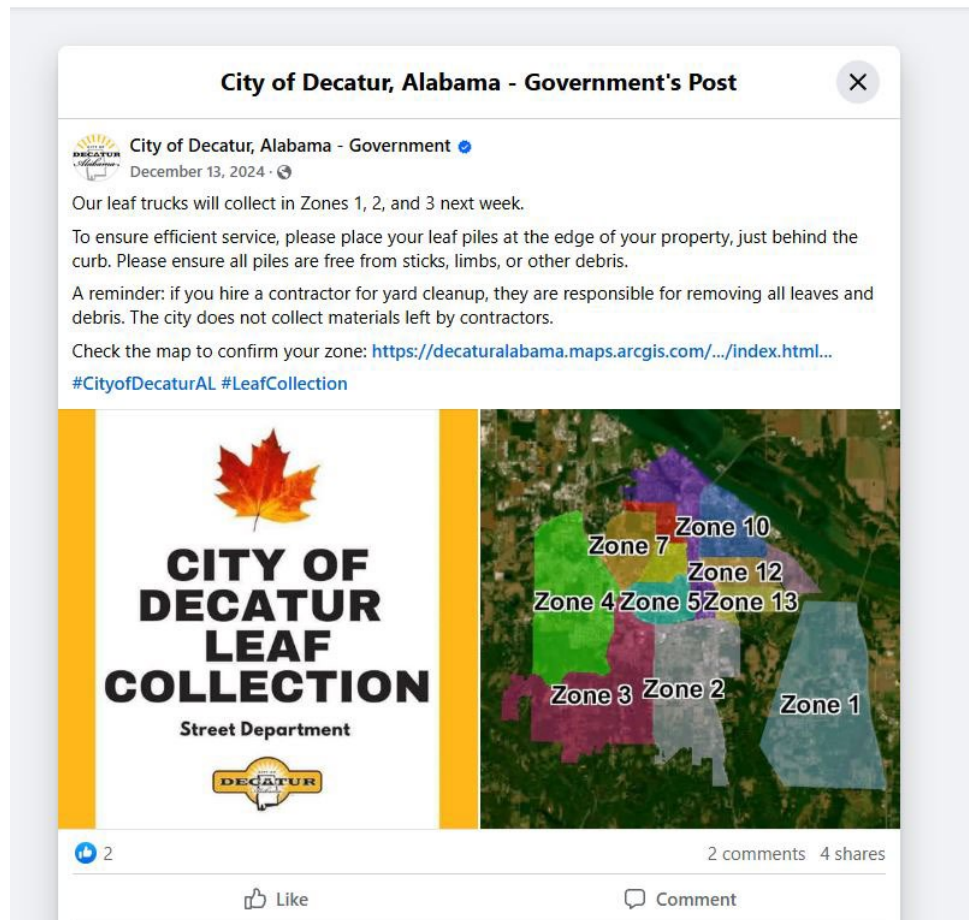 City of Decatur, Alabama - Government's Post
City of Decatur, Alabama - Government
December 13, 2024 ·
Our leaf trucks will collect in Zones 1, 2, and 3 next week.
To ensure efficient service, please place your leaf piles at the edge of your property, just behind the
curb. Please ensure all piles are free from sticks, limbs, or other debris.
A reminder: if you hire a contractor for yard cleanup, they are responsible for removing all leaves and
debris. The city does not collect materials left by contractors.
Check the map to confirm your zone: https://decaturalabama.maps.arcgis.com/.../index.html...
#CityofDecaturAL #LeafCollection
CITY OF
DECATUR
LEAF
COLLECTION
Street Department
DECATUR
Zone 10
Zone 7
Zone 12
Zone 4 Zone 5 Zone 13
Zone 3 Zone 2
Zone 1
2
2 comments 4 shares
Like
Comment